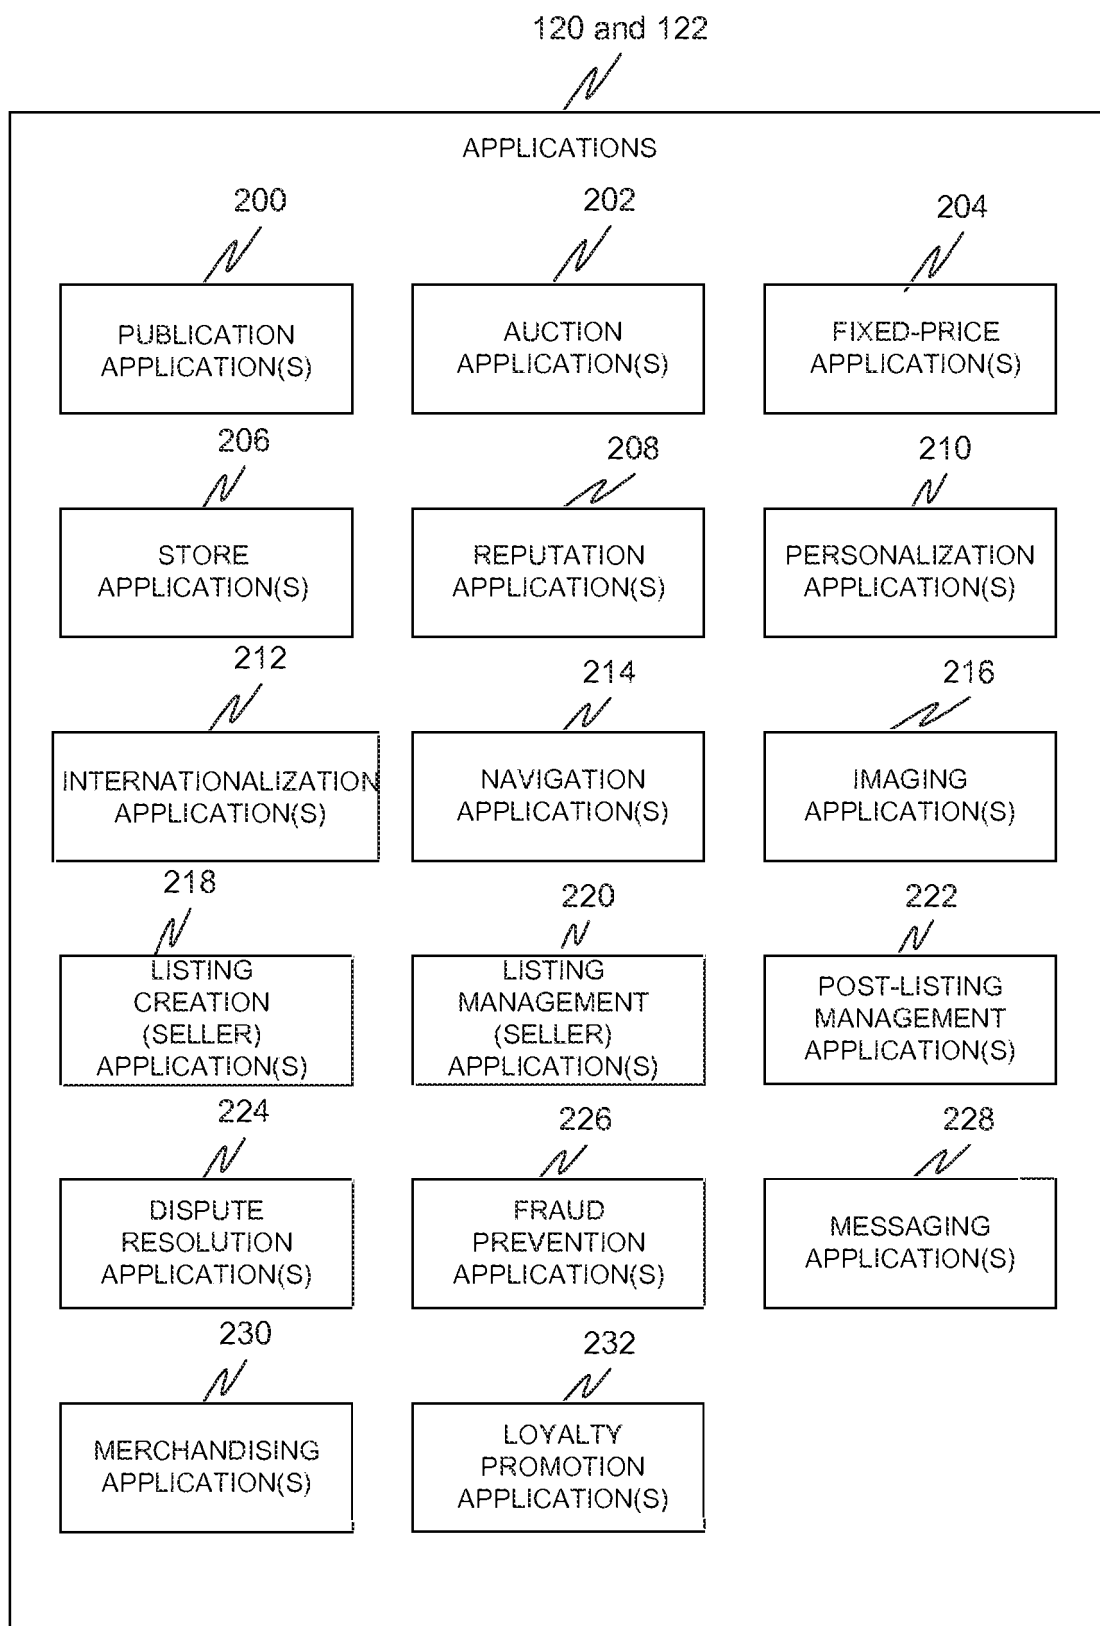 120 and 122
APPLICATIONS
200
PUBLICATION
APPLICATION(S)
202
AUCTION
APPLICATION(S)
204
FIXED-PRICE
APPLICATION(S)
206
STORE
APPLICATION(S)
208
REPUTATION
APPLICATION(S)
210
PERSONALIZATION
APPLICATION(S)
212
INTERNATIONALIZATION
APPLICATION(S)
214
NAVIGATION
APPLICATION(S)
216
IMAGING
APPLICATION(S)
218
LISTING
CREATION
(SELLER)
APPLICATION(S)
220
LISTING
MANAGEMENT
(SELLER)
APPLICATION(S)
222
POST-LISTING
MANAGEMENT
APPLICATION(S)
224
DISPUTE
RESOLUTION
APPLICATION(S)
226
FRAUD
PREVENTION
APPLICATION(S)
228
MESSAGING
APPLICATION(S)
230
MERCHANDISING
APPLICATION(S)
232
LOYALTY
PROMOTION
APPLICATION(S)